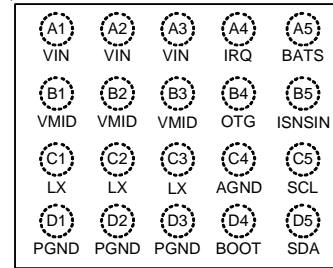 A1 A2 A3 A4 A5
VIN VIN VIN IRQ BATS
B1 B2 B3 B4 B5
VMID VMID VMID OTG ISNSIN
C1 C2 C3 C4 C5
LX LX LX AGND SCL
D1 D2 D3 D4 D5
PGND PGND PGND BOOT SDA